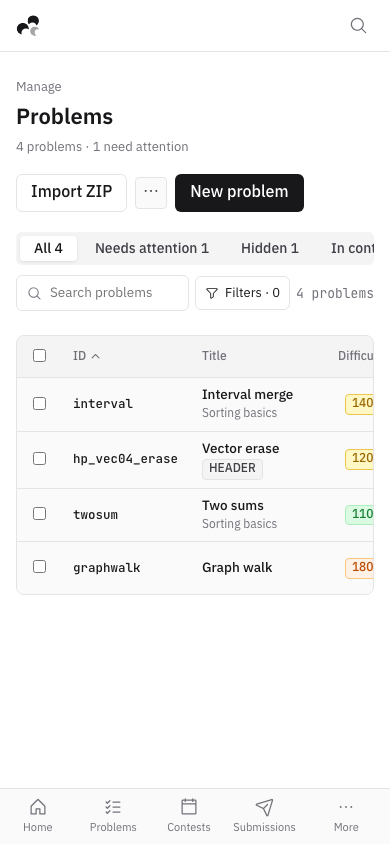 Manage
Problems
4 problems · 1 need attention
Import ZIP ··· New problem
All 4 Needs attention 1 Hidden 1 In cont
Search problems Filters · 0 4 problems
ID Title Difficu
interval Interval merge 140
Sorting basics
hp_vec04_erase Vector erase 120
HEADER
twosum Two sums 110
Sorting basics
graphwalk Graph walk 180
Home Problems Contests Submissions More